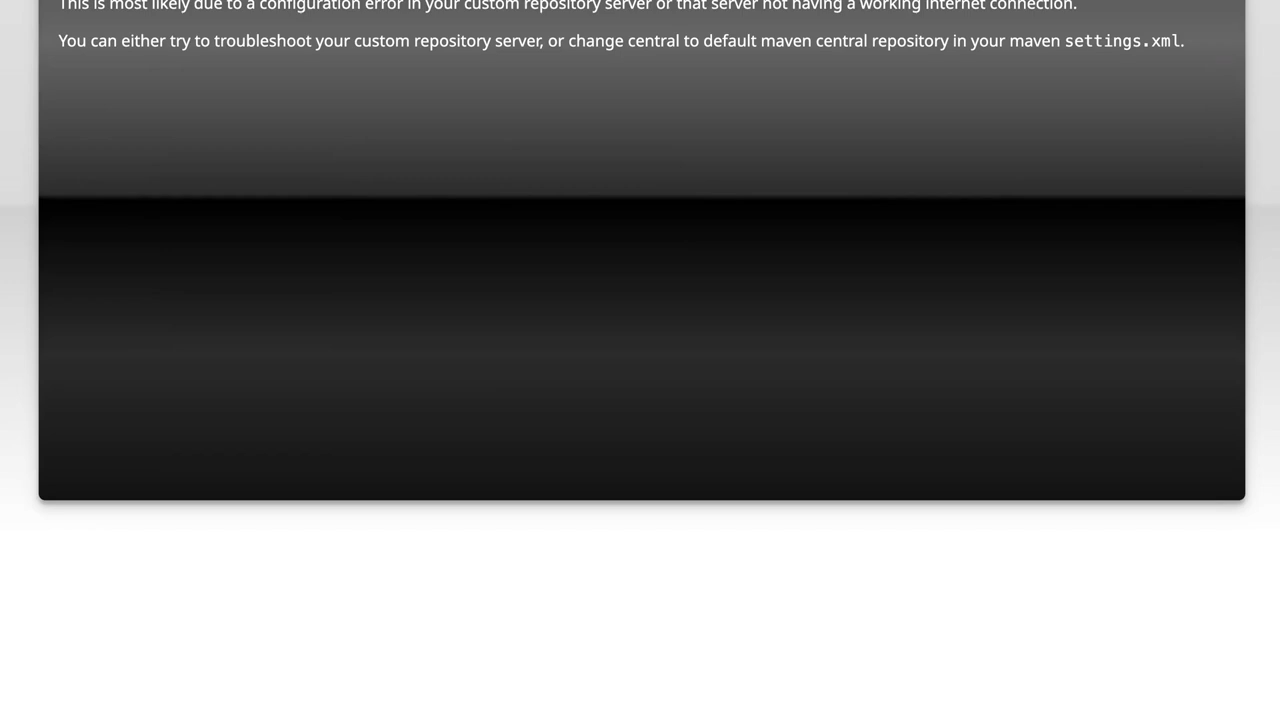 This is most likely due to a configuration error in your custom repository server or that server not having a working internet connection.
You can either try to troubleshoot your custom repository server, or change central to default maven central repository in your maven settings.xml.